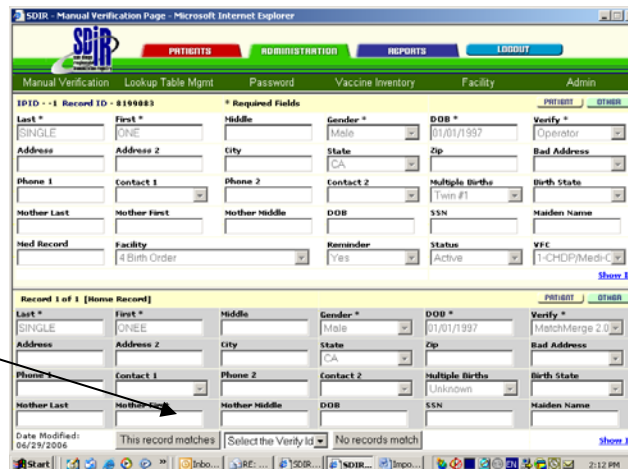 SDIR - Manual Verification Page - Microsoft Internet Explorer
SDIR
PATIENTS ADMINISTRATION REPORTS LOGOUT
Manual Verification Lookup Table Mgmt Password Vaccine Inventory Facility Admin
IPID - -1 Record ID - 8199083 * Required Fields PATIENT OTHER
Last * First * Middle Gender * DOB * Verify *
SINGLE ONE Male 01/01/1997 Operator
Address Address 2 City State Zip Bad Address
CA
Phone 1 Contact 1 Phone 2 Contact 2 Multiple Births Birth State
Twin #1
Mother Last Mother First Mother Middle DOB SSN Maiden Name
Med Record Facility Reminder Status VFC
4 Birth Order Yes Active 1-CHDP/Medi-C
Show I
Record 1 of 1 [Home Record] PATIENT OTHER
Last * First * Middle Gender * DOB * Verify *
SINGLE ONEE Male 01/01/1997 MatchMerge 2.0
Address Address 2 City State Zip Bad Address
CA
Phone 1 Contact 1 Phone 2 Contact 2 Multiple Births Birth State
Unknown
Mother Last Mother First Mother Middle DOB SSN Maiden Name
Date Modified: This record matches Select the Verify Id No records match Show I
06/29/2006
Start Inbo... RE: ... SDIR... SDIR... Impo... 2:12 PM